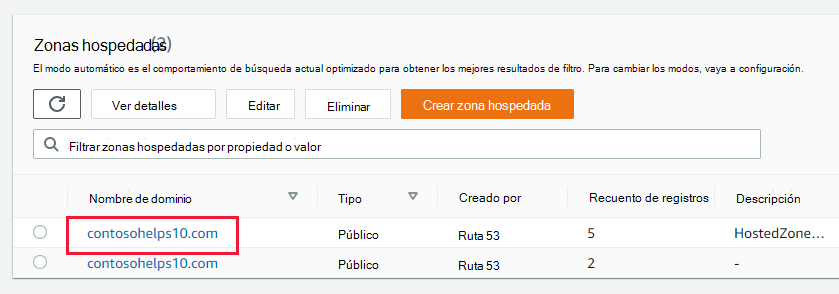 Zonas hospedadas (2)
El modo automático es el comportamiento de búsqueda actual optimizado para obtener los mejores resultados de filtro. Para cambiar los modos, vaya a configuración.
Ver detalles Editar Eliminar Crear zona hospedada
Filtrar zonas hospedadas por propiedad o valor
Nombre de dominio Tipo Creado por Recuento de registros Descripción
contosohelps10.com Público Ruta 53 5 HostedZone...
contosohelps10.com Público Ruta 53 2 -